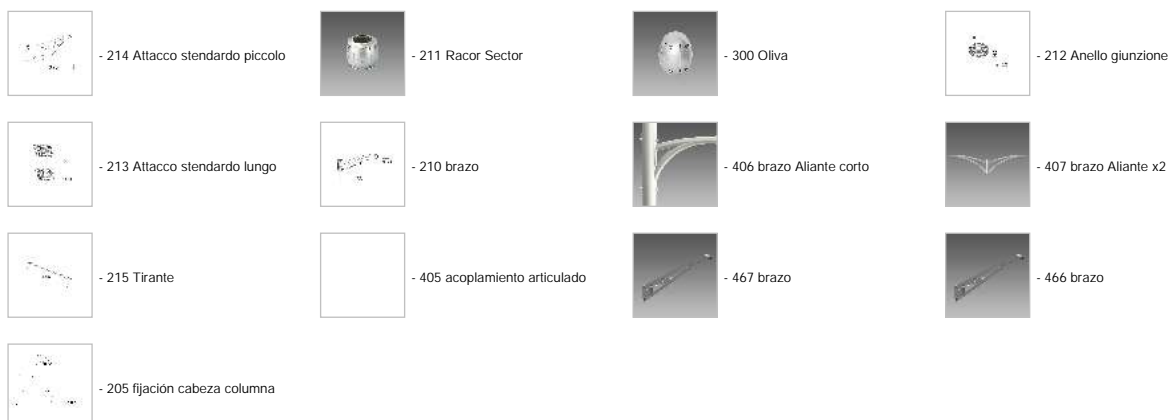 - 214 Attacco stendardo piccolo
- 211 Racor Sector
- 300 Oliva
- 212 Anello giunzione
- 213 Attacco stendardo lungo
- 210 brazo
- 406 brazo Aliante corto
- 407 brazo Aliante x2
- 215 Tirante
- 405 acoplamiento articulado
- 467 brazo
- 466 brazo
- 205 fijación cabeza columna